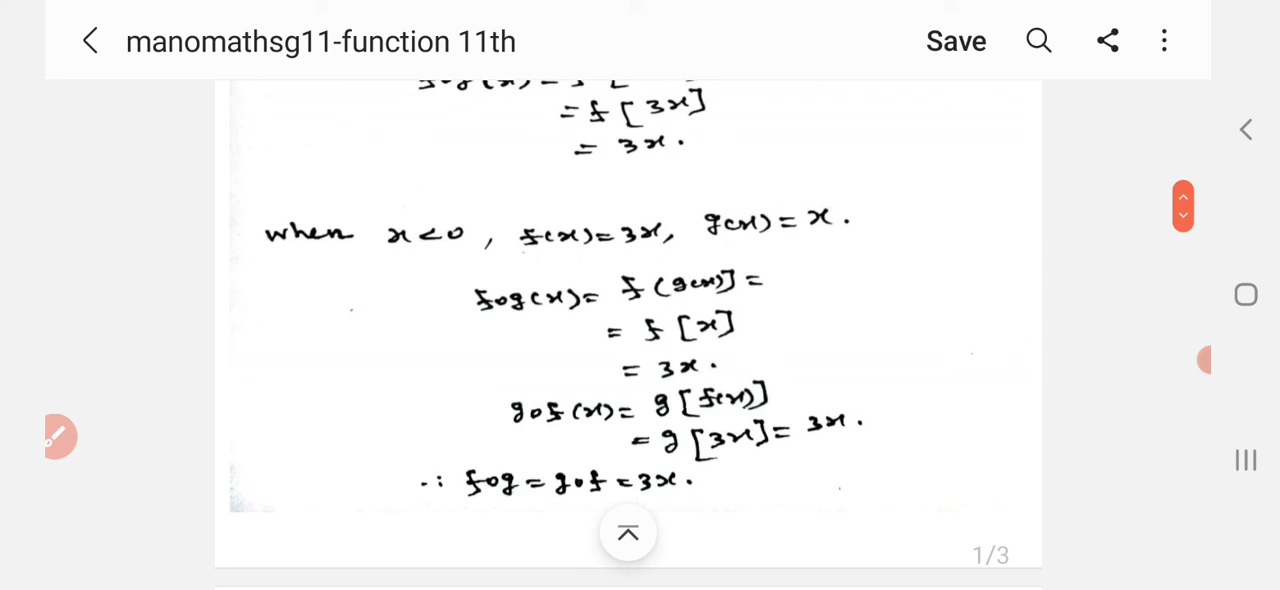 manomathsg11-function 11th
Save
= f [3x]
= 3x.
when x<0, f(x)=3x, g(x)=x.
fog(x)= f(g(x)] =
= f [x]
= 3x.
gof(x)= g[f(x)]
= g[3x]= 3x.
∴ fog=gof=3x.
1/3